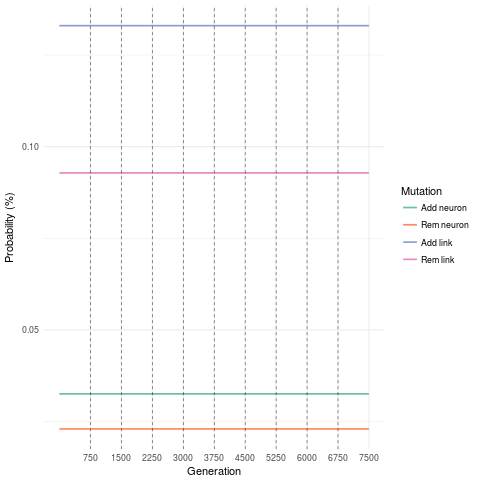 0.10
0.05
Probability (%)
750 1500 2250 3000 3750 4500 5250 6000 6750 7500
Generation
Mutation
Add neuron
Rem neuron
Add link
Rem link